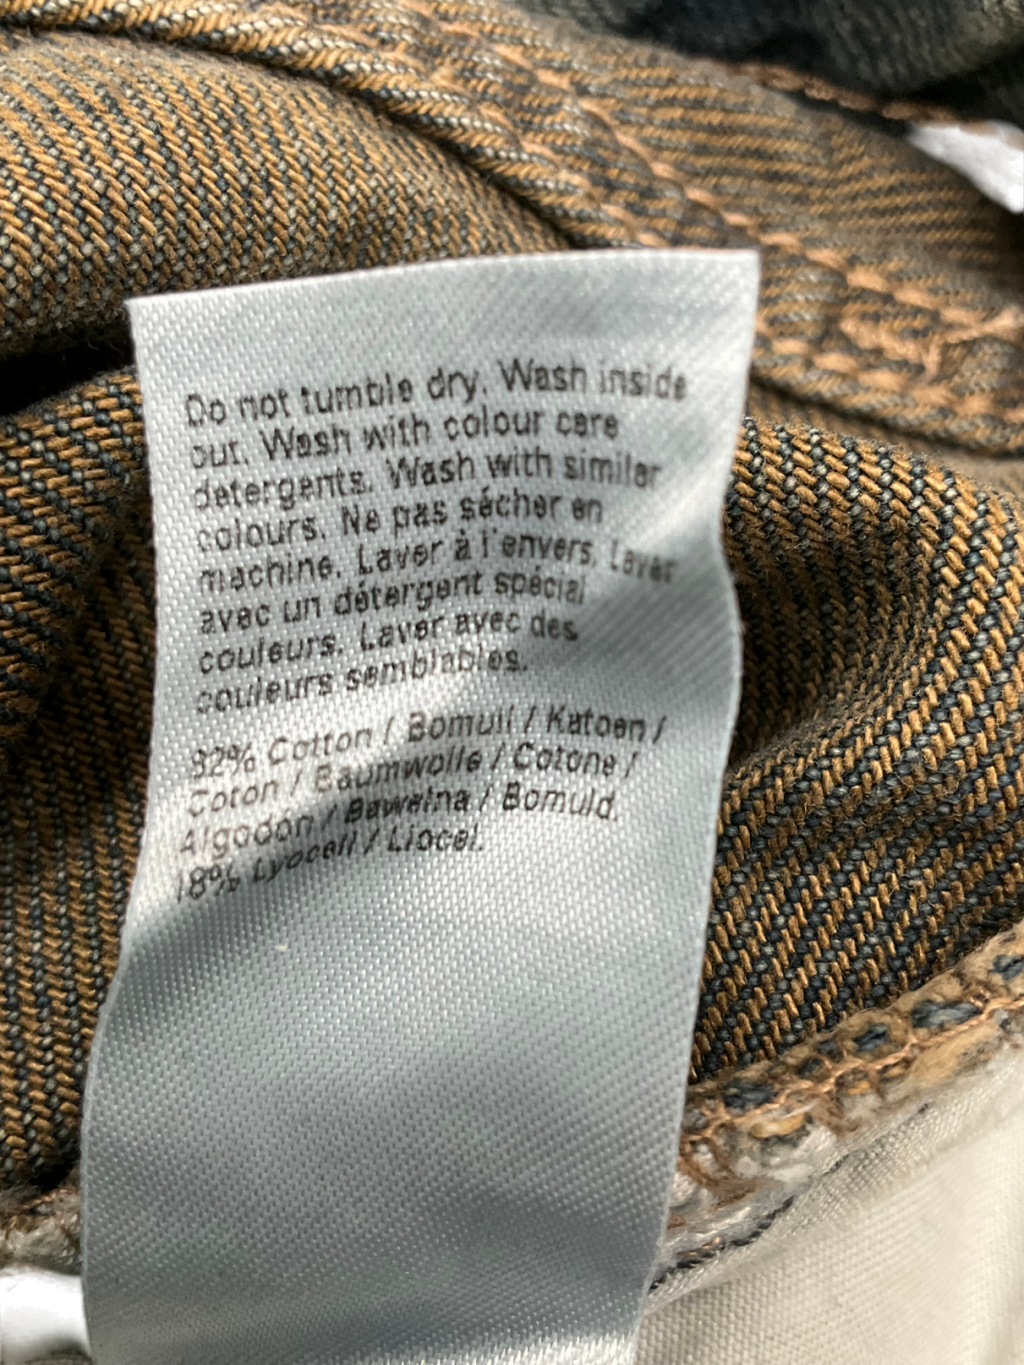 Do not tumble dry. Wash inside
out. Wash with colour care
detergents. Wash with similar
colours. Ne pas sécher en
machine. Laver à l'envers. Laver
avec un détergent spécial
couleurs. Laver avec des
couleurs semblables.
82% Cotton / Bomull / Katoen /
Coton / Baumwolle / Cotone /
Algodón / Bawełna / Bomuld.
18% Lyocell / Liocel.